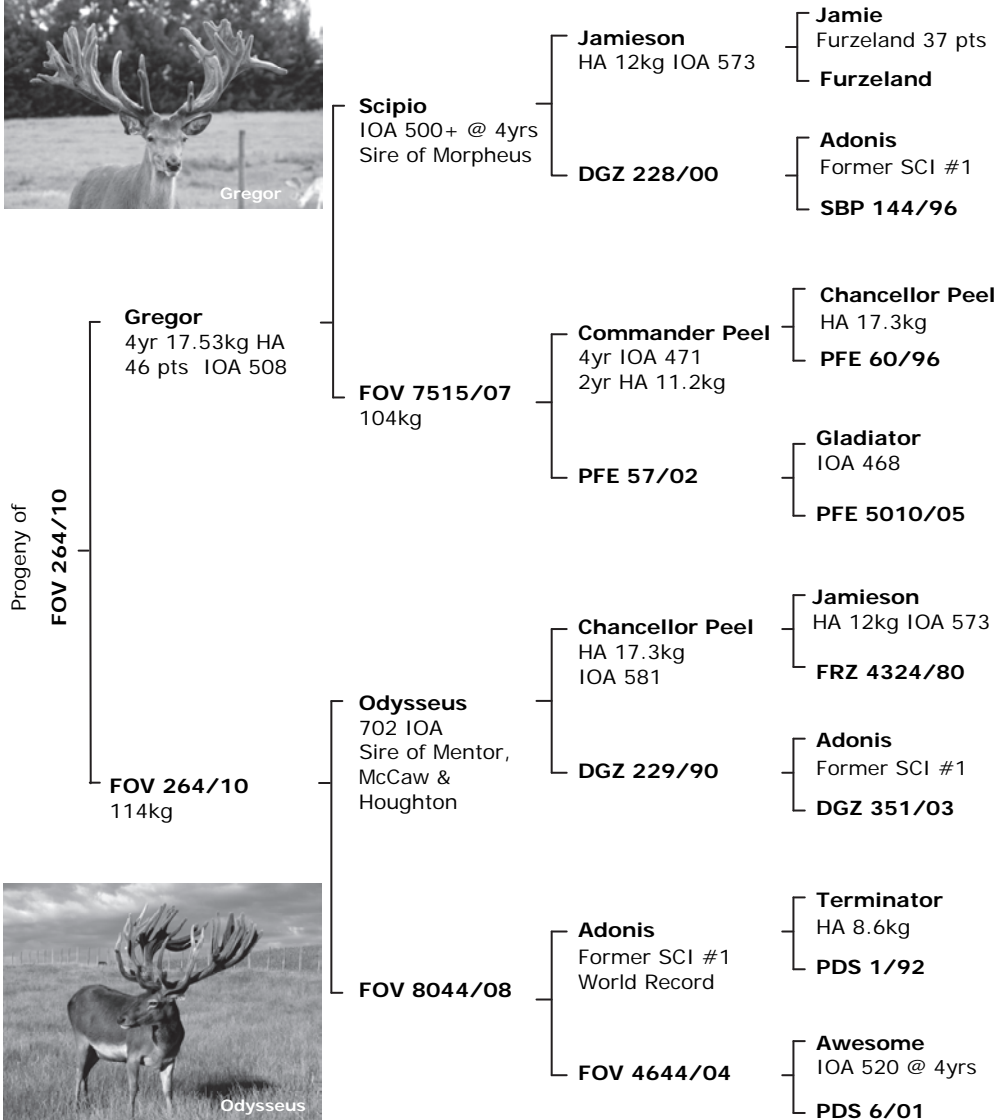 Progeny of
FOV 264/10
Gregor
Gregor
4yr 17.53kg HA
46 pts IOA 508
FOV 264/10
114kg
Odysseus
Scipio
IOA 500+ @ 4yrs
Sire of Morpheus
FOV 7515/07
104kg
Odysseus
702 IOA
Sire of Mentor,
McCaw &
Houghton
FOV 8044/08
Jamieson
HA 12kg IOA 573
DGZ 228/00
Commander Peel
4yr IOA 471
2yr HA 11.2kg
PFE 57/02
Chancellor Peel
HA 17.3kg
IOA 581
DGZ 229/90
Adonis
Former SCI #1
World Record
FOV 4644/04
Jamie
Furzeland 37 pts
Furzeland
Adonis
Former SCI #1
SBP 144/96
Chancellor Peel
HA 17.3kg
PFE 60/96
Gladiator
IOA 468
PFE 5010/05
Jamieson
HA 12kg IOA 573
FRZ 4324/80
Adonis
Former SCI #1
DGZ 351/03
Terminator
HA 8.6kg
PDS 1/92
Awesome
IOA 520 @ 4yrs
PDS 6/01